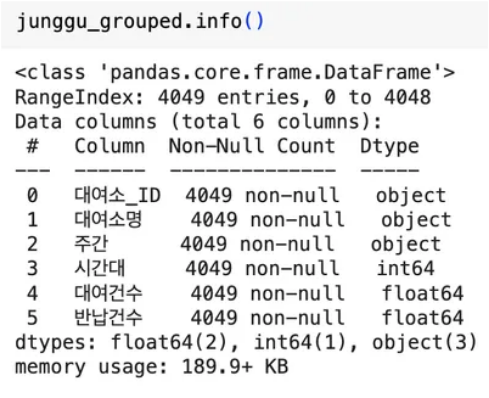 junggu_grouped.info()
<class 'pandas.core.frame.DataFrame'>
RangeIndex: 4049 entries, 0 to 4048
Data columns (total 6 columns):
 #   Column  Non-Null Count  Dtype
---  ------  --------------  -----
 0   대여소_ID  4049 non-null   object
 1   대여소명    4049 non-null   object
 2   주간      4049 non-null   object
 3   시간대     4049 non-null   int64
 4   대여건수    4049 non-null   float64
 5   반납건수    4049 non-null   float64
dtypes: float64(2), int64(1), object(3)
memory usage: 189.9+ KB